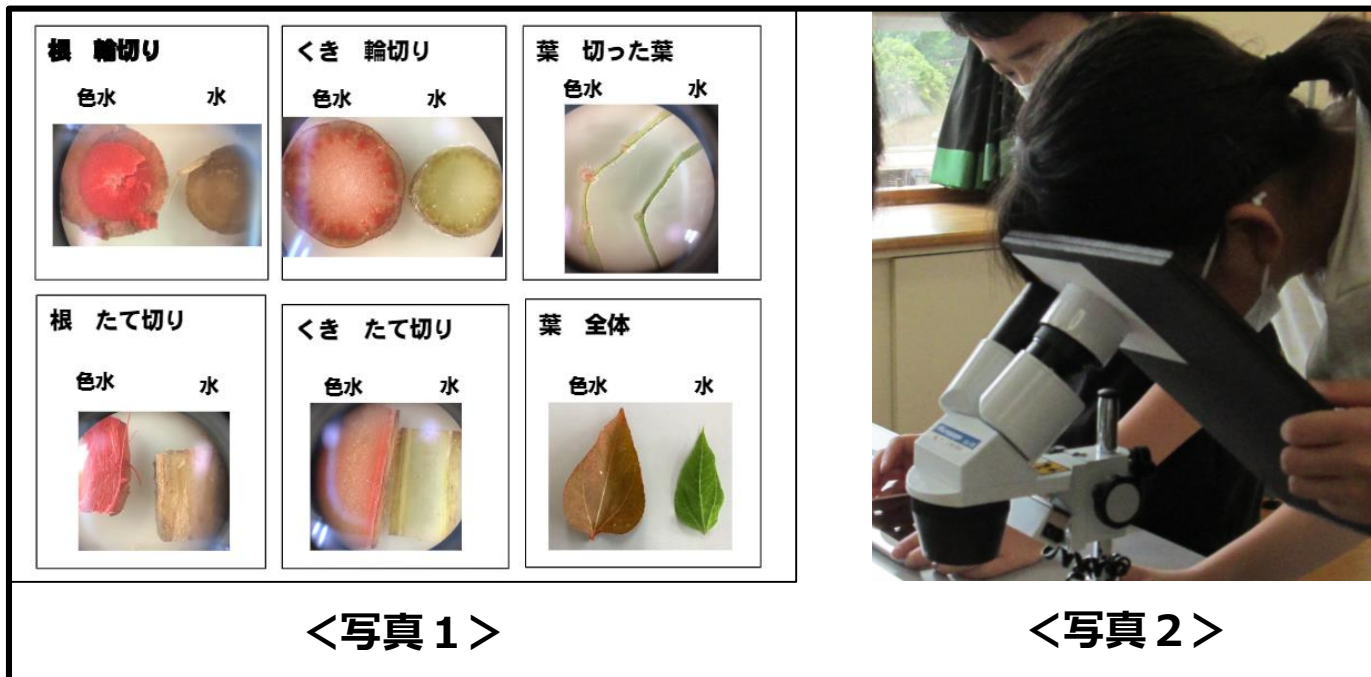 根 輪切り
色水 水
くき 輪切り
色水 水
葉 切った葉
色水 水
根 たて切り
色水 水
くき たて切り
色水 水
葉 全体
色水 水
＜写真１＞
＜写真２＞